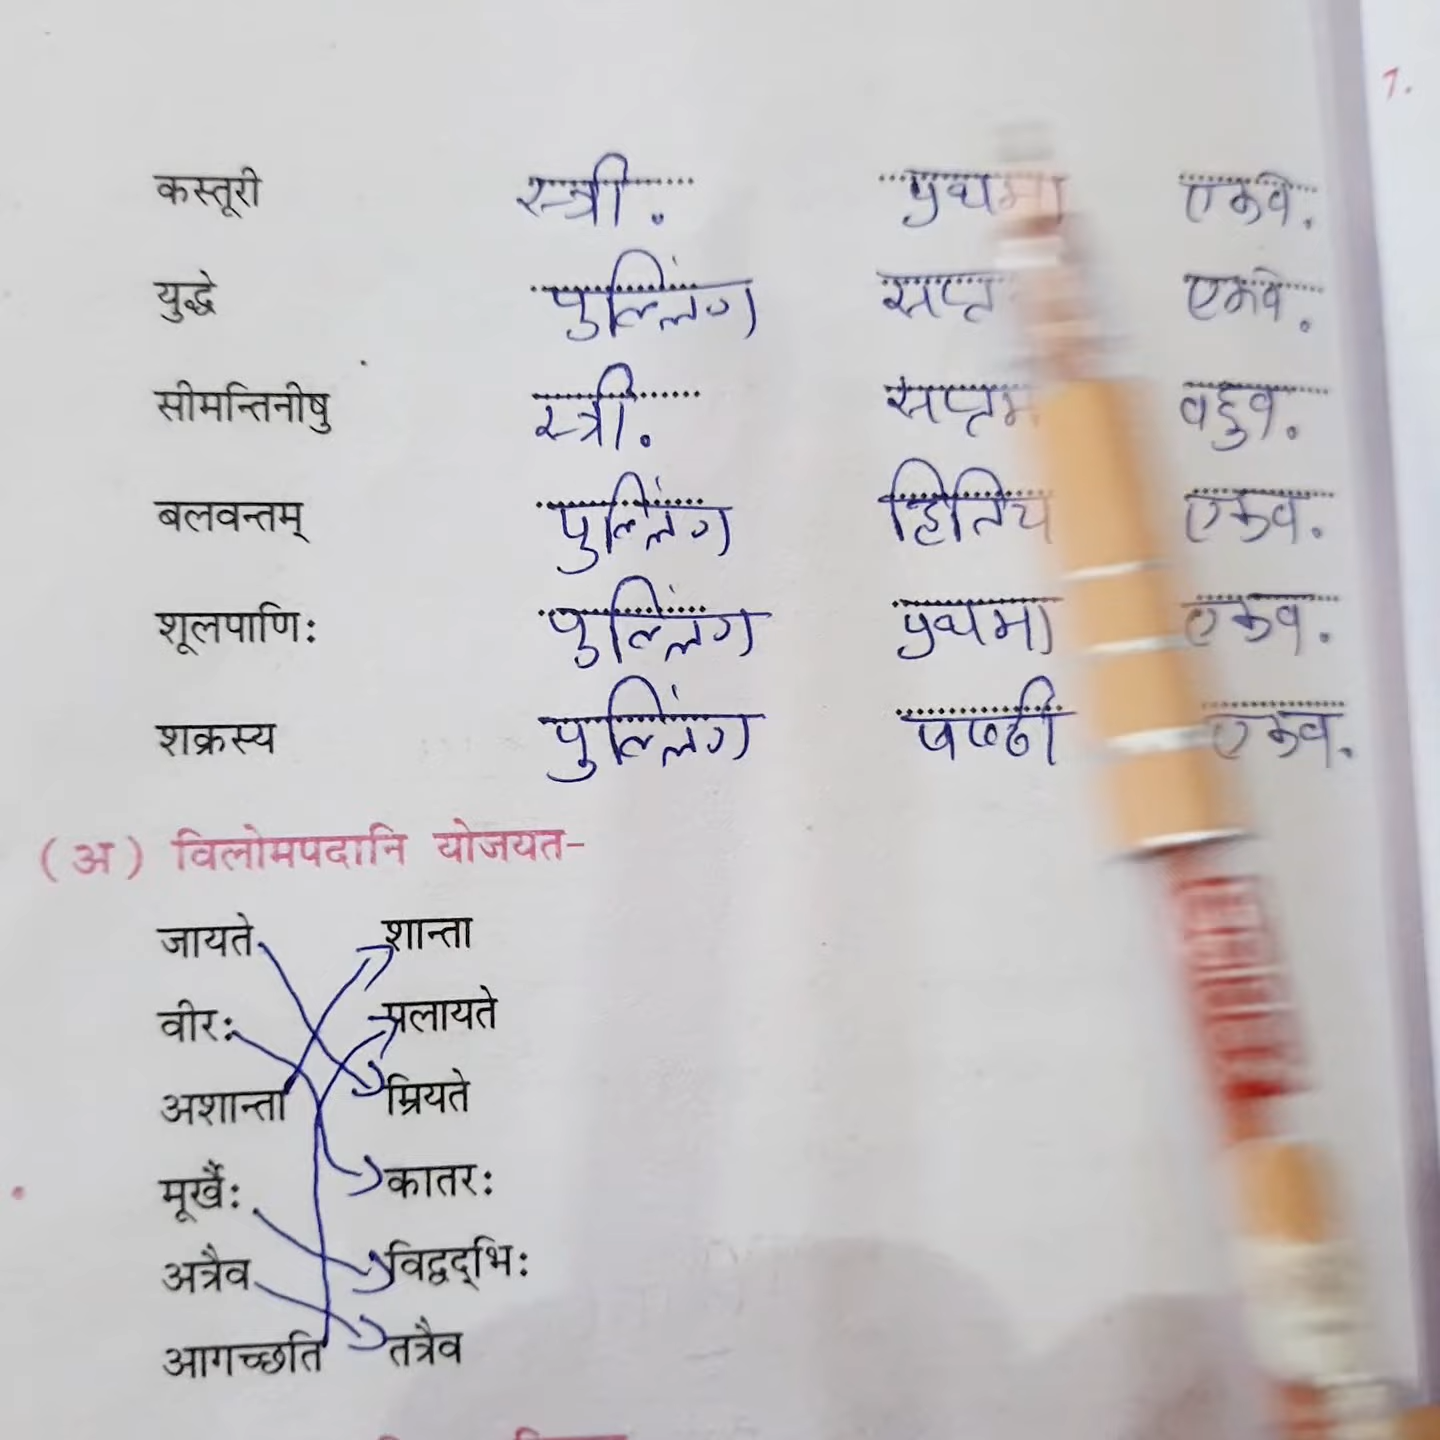 7.
कस्तूरी स्त्री. प्रथमा एकव.
युद्धे पुल्लिंग एकव.
सीमन्तिनीषु स्त्री. बहुव.
बलवन्तम् पुल्लिंग एकव.
शूलपाणिः पुल्लिंग प्रथमा एकव.
शक्रस्य पुल्लिंग षष्ठी एकव.
(अ) विलोमपदानि योजयत-
जायते शान्ता
वीरः पलायते
अशान्ता म्रियते
मूर्खैः कातरः
अत्रैव विद्वद्भिः
आगच्छति तत्रैव